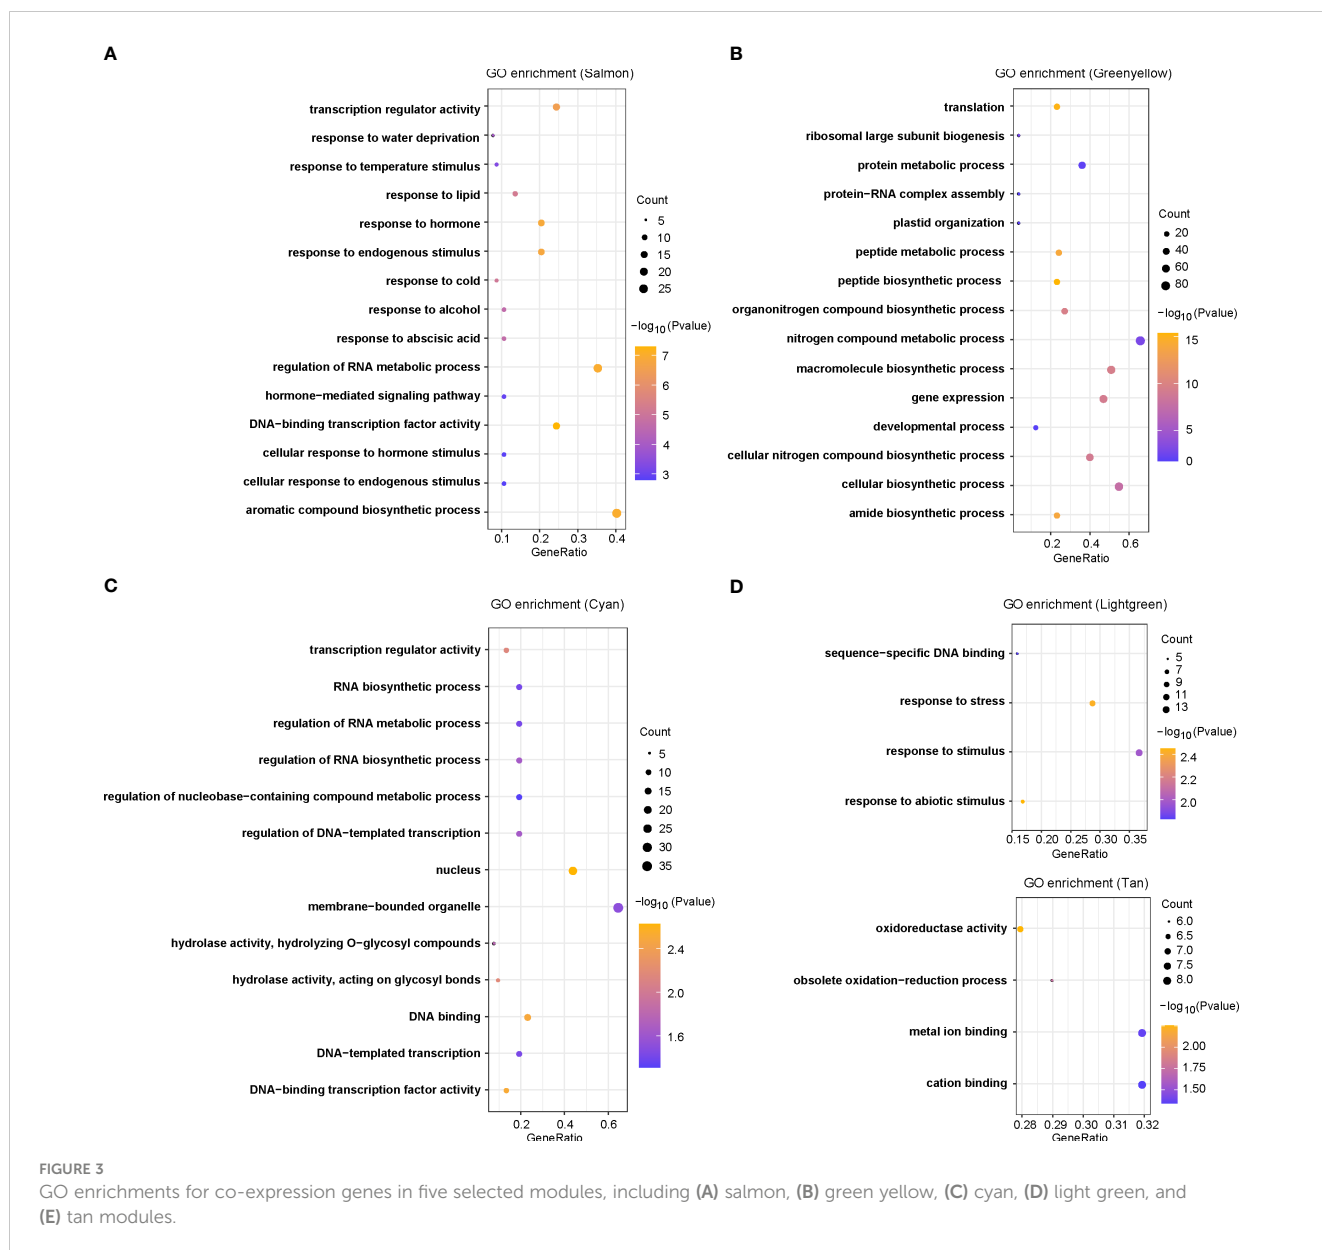 A
GO enrichment (Salmon)
transcription regulator activity
response to water deprivation
response to temperature stimulus
response to lipid
response to hormone
response to endogenous stimulus
response to cold
response to alcohol
response to abscisic acid
regulation of RNA metabolic process
hormone−mediated signaling pathway
DNA−binding transcription factor activity
cellular response to hormone stimulus
cellular response to endogenous stimulus
aromatic compound biosynthetic process
0.1 0.2 0.3 0.4
GeneRatio
Count
5
10
15
20
25
−log10(Pvalue)
7
6
5
4
3
B
GO enrichment (Greenyellow)
translation
ribosomal large subunit biogenesis
protein metabolic process
protein−RNA complex assembly
plastid organization
peptide metabolic process
peptide biosynthetic process
organonitrogen compound biosynthetic process
nitrogen compound metabolic process
macromolecule biosynthetic process
gene expression
developmental process
cellular nitrogen compound biosynthetic process
cellular biosynthetic process
amide biosynthetic process
0.2 0.4 0.6
GeneRatio
Count
20
40
60
80
−log10(Pvalue)
15
10
5
0
C
GO enrichment (Cyan)
transcription regulator activity
RNA biosynthetic process
regulation of RNA metabolic process
regulation of RNA biosynthetic process
regulation of nucleobase−containing compound metabolic process
regulation of DNA−templated transcription
nucleus
membrane−bounded organelle
hydrolase activity, hydrolyzing O−glycosyl compounds
hydrolase activity, acting on glycosyl bonds
DNA binding
DNA−templated transcription
DNA−binding transcription factor activity
0.2 0.4 0.6
GeneRatio
Count
5
10
15
20
25
30
35
−log10 (Pvalue)
2.4
2.0
1.6
D
GO enrichment (Lightgreen)
sequence−specific DNA binding
response to stress
response to stimulus
response to abiotic stimulus
0.15 0.20 0.25 0.30 0.35
GeneRatio
Count
5
7
9
11
13
−log10(Pvalue)
2.4
2.2
2.0
GO enrichment (Tan)
oxidoreductase activity
obsolete oxidation−reduction process
metal ion binding
cation binding
0.28 0.29 0.30 0.31 0.32
GeneRatio
Count
6.0
6.5
7.0
7.5
8.0
−log10(Pvalue)
2.00
1.75
1.50
FIGURE 3
GO enrichments for co-expression genes in five selected modules, including (A) salmon, (B) green yellow, (C) cyan, (D) light green, and
(E) tan modules.